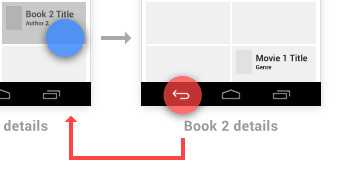 Book 2 Title
Author 2
Movie 1 Title
Genre
details
Book 2 details